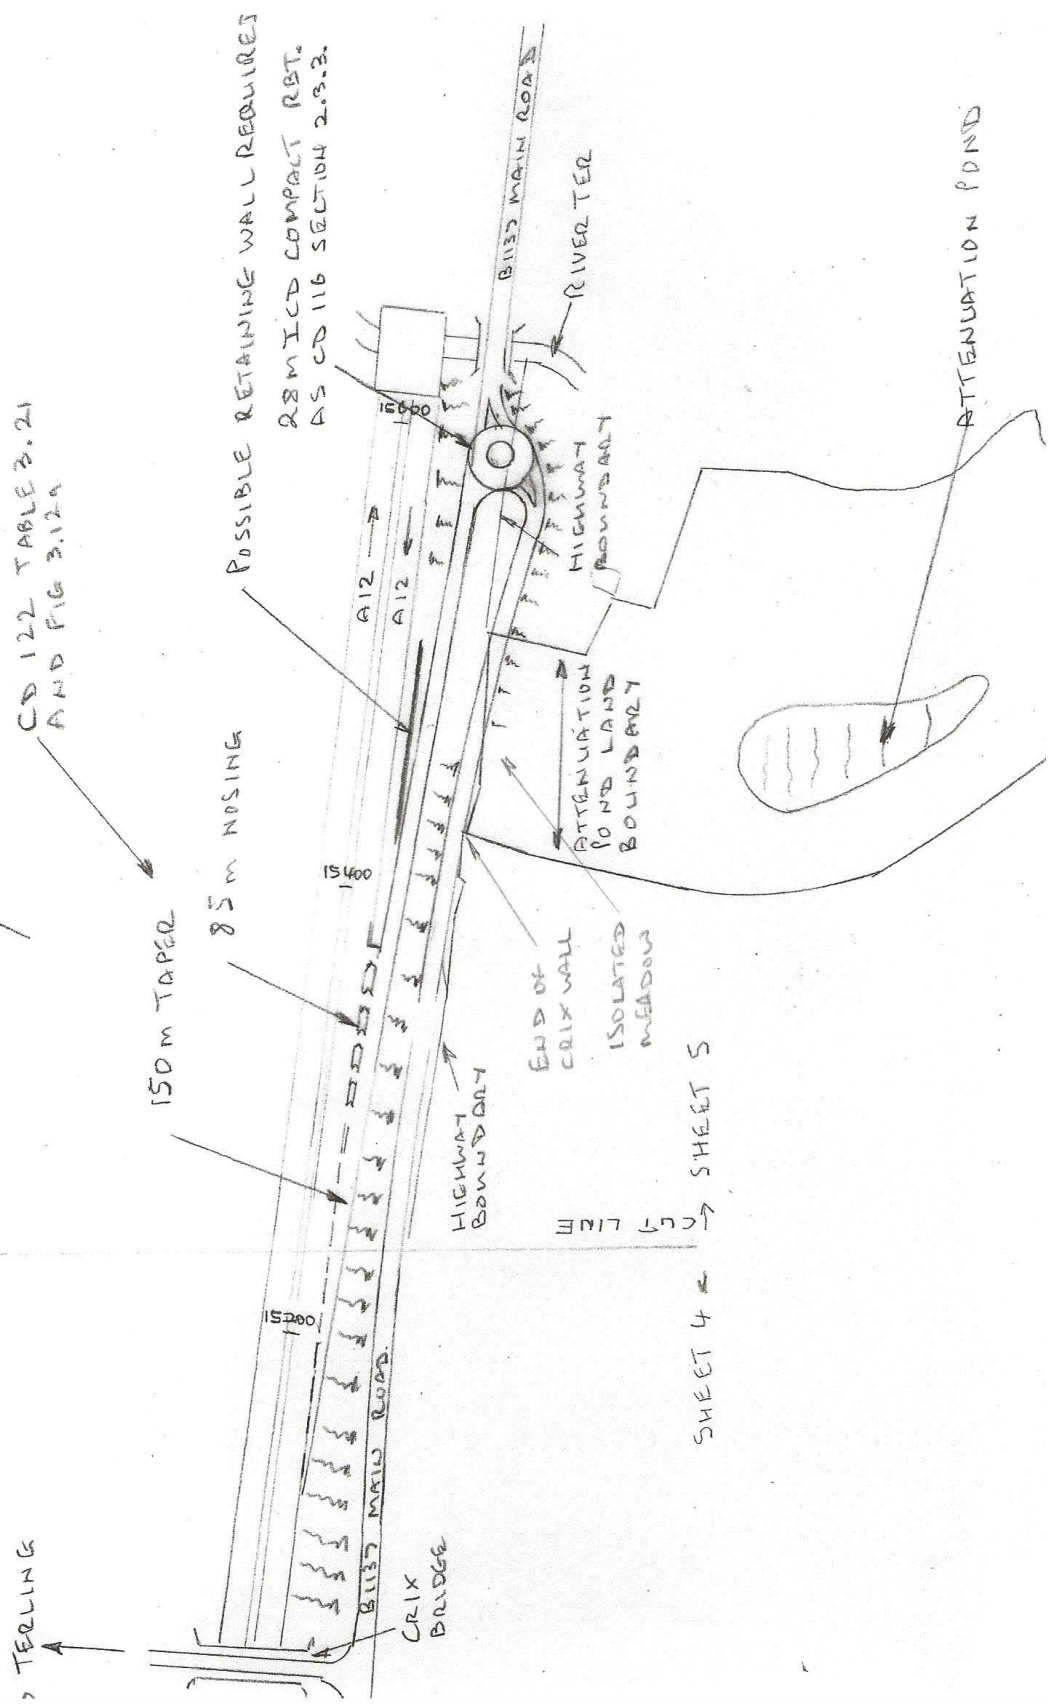 TERLING
CD 122 TABLE 3.21
AND FIG 3.12a
150m TAPER
85m NOSING
POSSIBLE RETAINING WALL REQUIRED
28m ICD COMPACT RBT.
AS CD 116 SECTION 2.3.3.
A12
A12
15200
15400
15600
B1137 MAIN ROAD
B1137 MAIN ROAD
CRIX
BRIDGE
RIVER TER
HIGHWAY
BOUNDARY
HIGHWAY
BOUNDARY
END OF
CRIX WALL
ISOLATED
MEADOW
ATTENUATION
POND LAND
BOUNDARY
ATTENUATION POND
CUT LINE
SHEET 4
SHEET 5